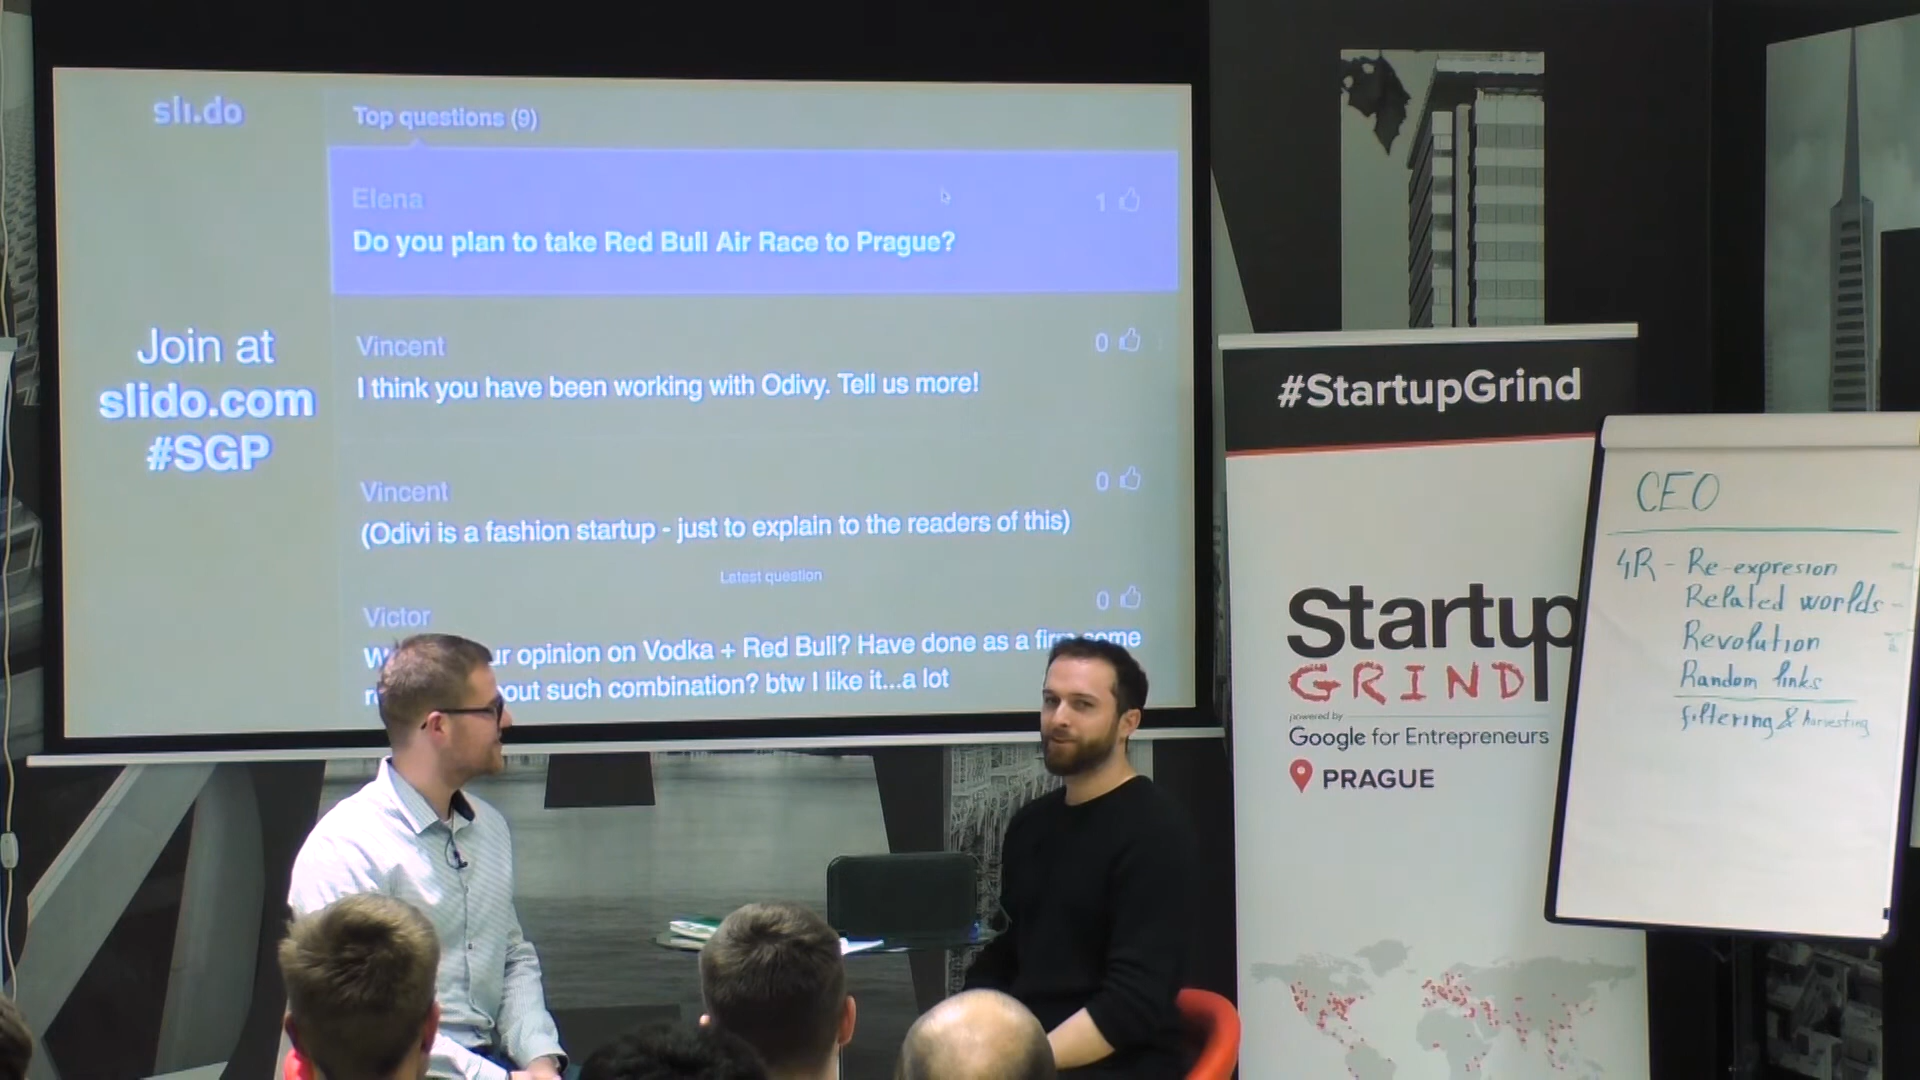 sli.do
Top questions (9)
Elena
1
Do you plan to take Red Bull Air Race to Prague?
Vincent
0
I think you have been working with Odivy. Tell us more!
Vincent
0
(Odivi is a fashion startup - just to explain to the readers of this)
Latest question
Victor
0
ur opinion on Vodka + Red Bull? Have done as a firm some
out such combination? btw I like it...a lot
Join at
slido.com
#SGP
#StartupGrind
Startup
GRIND
powered by
Google for Entrepreneurs
PRAGUE
CEO
4R - Re-expresion
Related worlds -
Revolution
Random links
filtering & harvesting